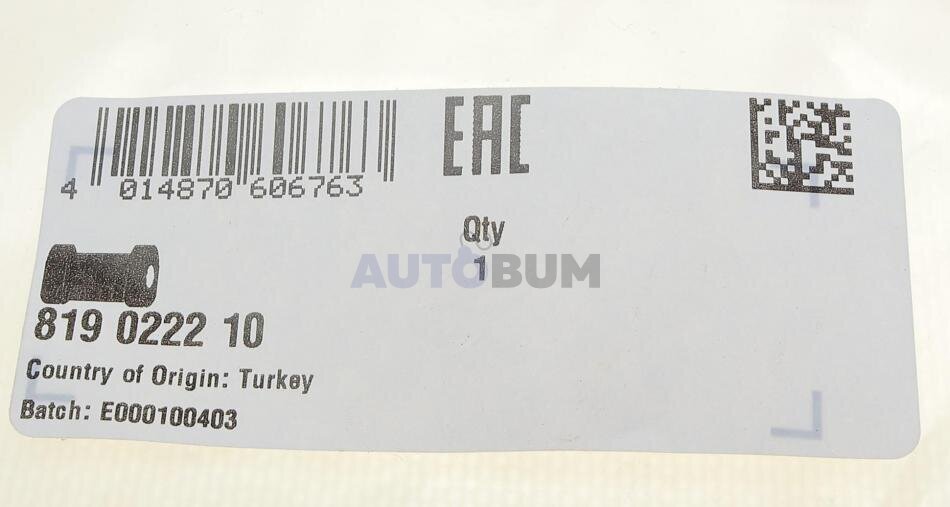 4 014870 606763
EAC
Qty
1
AUTOBUM
819 0222 10
Country of Origin: Turkey
Batch: E000100403